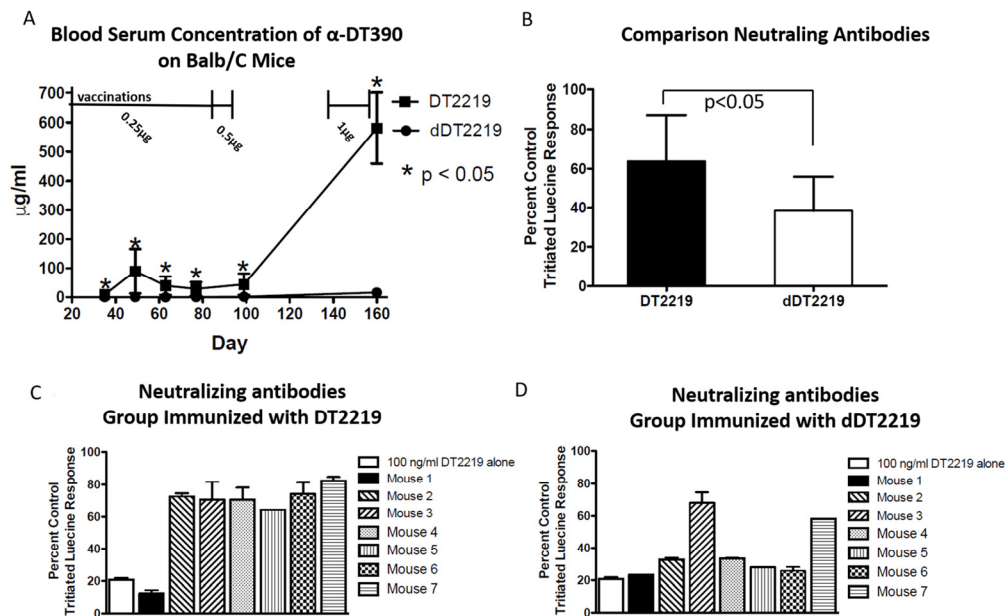 A
Blood Serum Concentration of α-DT390
on Balb/C Mice
vaccinations
0.25µg
0.5µg
1µg
DT2219
dDT2219
* p < 0.05
µg/ml
700
600
500
400
300
200
100
0
20 40 60 80 100 120 140 160
Day
* * * * * *
B
Comparison Neutraling Antibodies
p<0.05
Percent Control
Tritiated Luecine Response
100
80
60
40
20
0
DT2219 dDT2219
C
Neutralizing antibodies
Group Immunized with DT2219
Percent Control
Tritiated Luecine Response
100
80
60
40
20
0
100 ng/ml DT2219 alone
Mouse 1
Mouse 2
Mouse 3
Mouse 4
Mouse 5
Mouse 6
Mouse 7
D
Neutralizing antibodies
Group Immunized with dDT2219
Percent Control
Tritiated Luecine Response
100
80
60
40
20
0
100 ng/ml DT2219 alone
Mouse 1
Mouse 2
Mouse 3
Mouse 4
Mouse 5
Mouse 6
Mouse 7